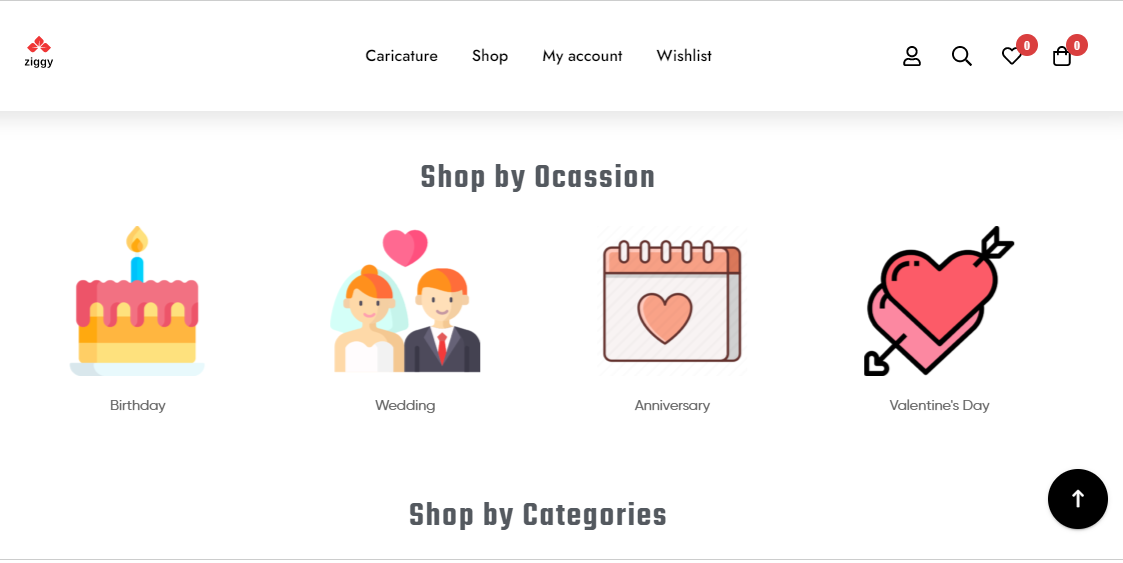 ziggy
Caricature Shop My account Wishlist
0 0
Shop by Ocassion
Birthday Wedding Anniversary Valentine's Day
Shop by Categories